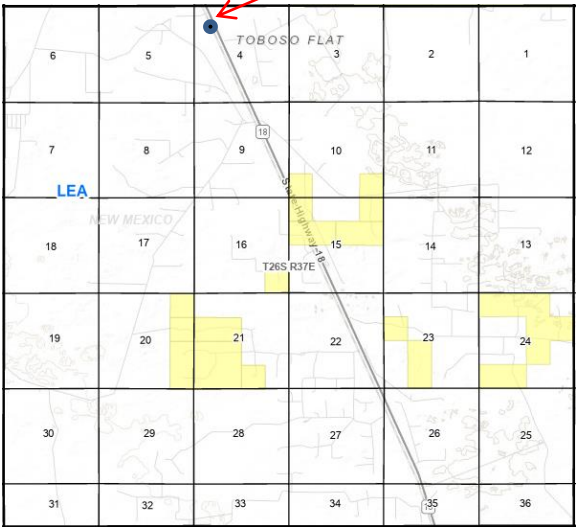 TOBOSO FLAT
6 5 4 3 2 1
18
7 8 9 10 11 12
LEA
NEW MEXICO
State Highway 18
18 17 16 15 14 13
T26S R37E
19 20 21 22 23 24
30 29 28 27 26 25
31 32 33 34 35 36